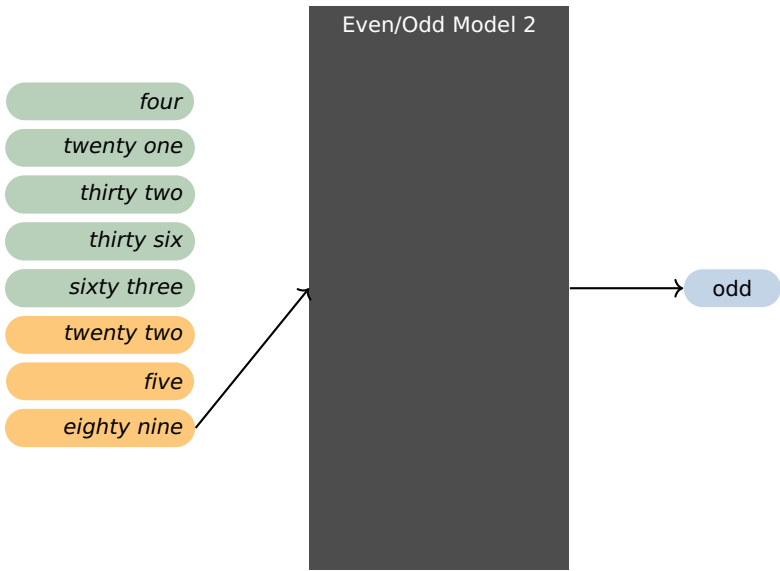 Even/Odd Model 2
four
twenty one
thirty two
thirty six
sixty three
twenty two
five
eighty nine
odd